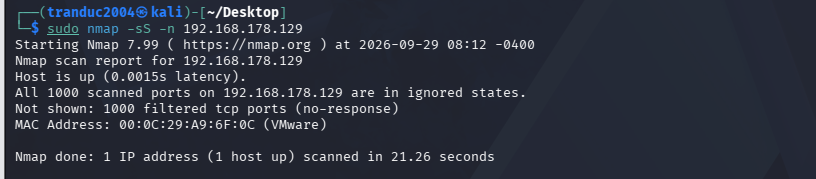 ┌──(tranduc2004㉿kali)-[~/Desktop]
└─$ sudo nmap -sS -n 192.168.178.129
Starting Nmap 7.99 ( https://nmap.org ) at 2026-09-29 08:12 -0400
Nmap scan report for 192.168.178.129
Host is up (0.0015s latency).
All 1000 scanned ports on 192.168.178.129 are in ignored states.
Not shown: 1000 filtered tcp ports (no-response)
MAC Address: 00:0C:29:A9:6F:0C (VMware)

Nmap done: 1 IP address (1 host up) scanned in 21.26 seconds